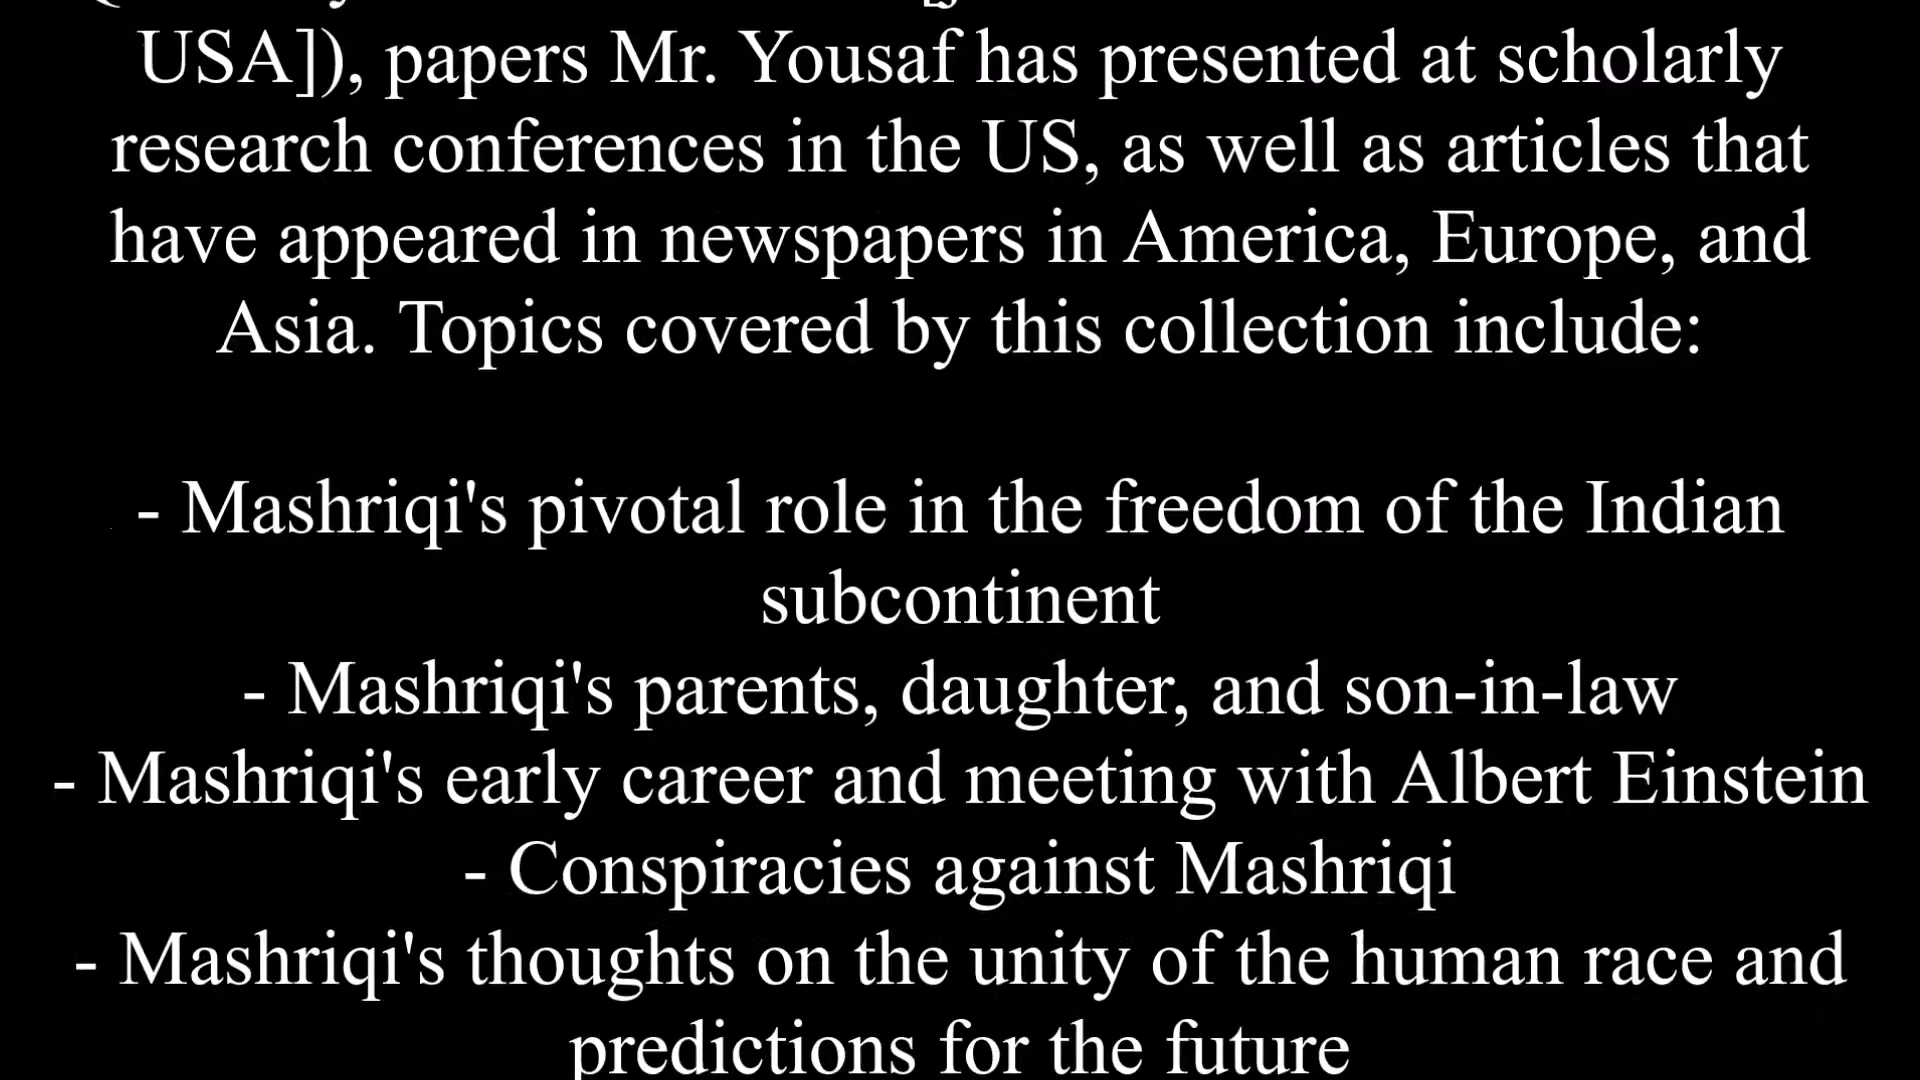 USA]), papers Mr. Yousaf has presented at scholarly
research conferences in the US, as well as articles that
have appeared in newspapers in America, Europe, and
Asia. Topics covered by this collection include:
- Mashriqi's pivotal role in the freedom of the Indian
subcontinent
- Mashriqi's parents, daughter, and son-in-law
- Mashriqi's early career and meeting with Albert Einstein
- Conspiracies against Mashriqi
- Mashriqi's thoughts on the unity of the human race and
predictions for the future